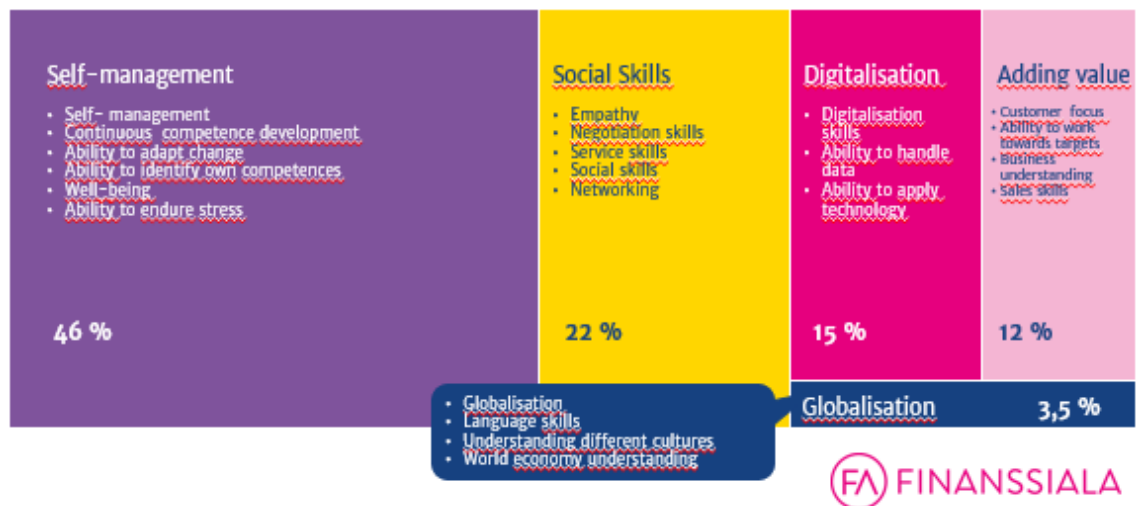 Self-management
• Self- management
• Continuous competence development
• Ability to adapt change
• Ability to identify own competences
• Well-being
• Ability to endure stress
46 %
Social Skills
• Empathy
• Negotiation skills
• Service skills
• Social skills
• Networking
22 %
Digitalisation
• Digitalisation
skills
• Ability to handle
data
• Ability to apply
technology
15 %
Adding value
• Customer focus
• Ability to work
towards targets
• Business
understanding
• Sales skills
12 %
• Globalisation
• Language skills
• Understanding different cultures
• World economy understanding
Globalisation 3,5 %
FA FINANSSIALA